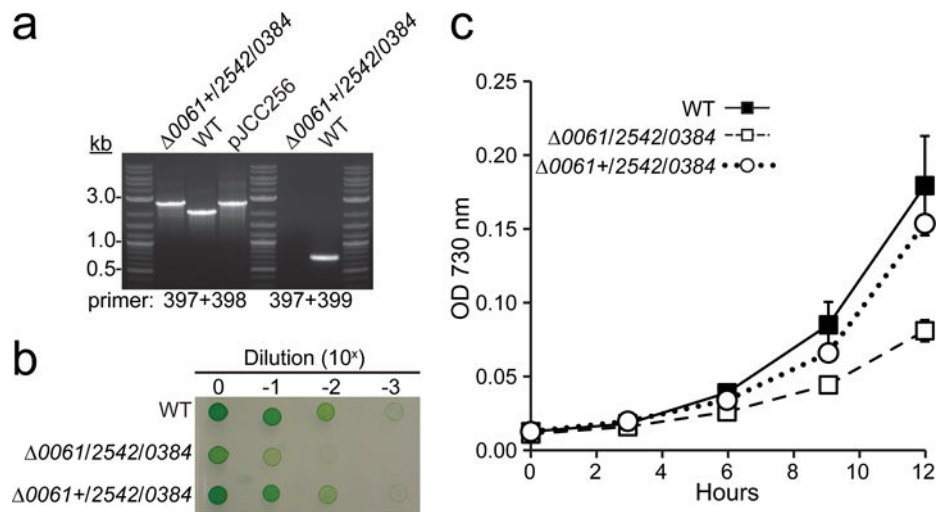 a
Δ0061+/2542/0384
WT
pJCC256
Δ0061+/2542/0384
WT
kb
3.0-
1.0-
0.5-
primer: 397+398 397+399
b
Dilution (10ˣ)
0 -1 -2 -3
WT
Δ0061/2542/0384
Δ0061+/2542/0384
c
0.25
0.20
0.15
0.10
0.05
0.00
OD 730 nm
WT
Δ0061/2542/0384
Δ0061+/2542/0384
0 2 4 6 8 10 12
Hours